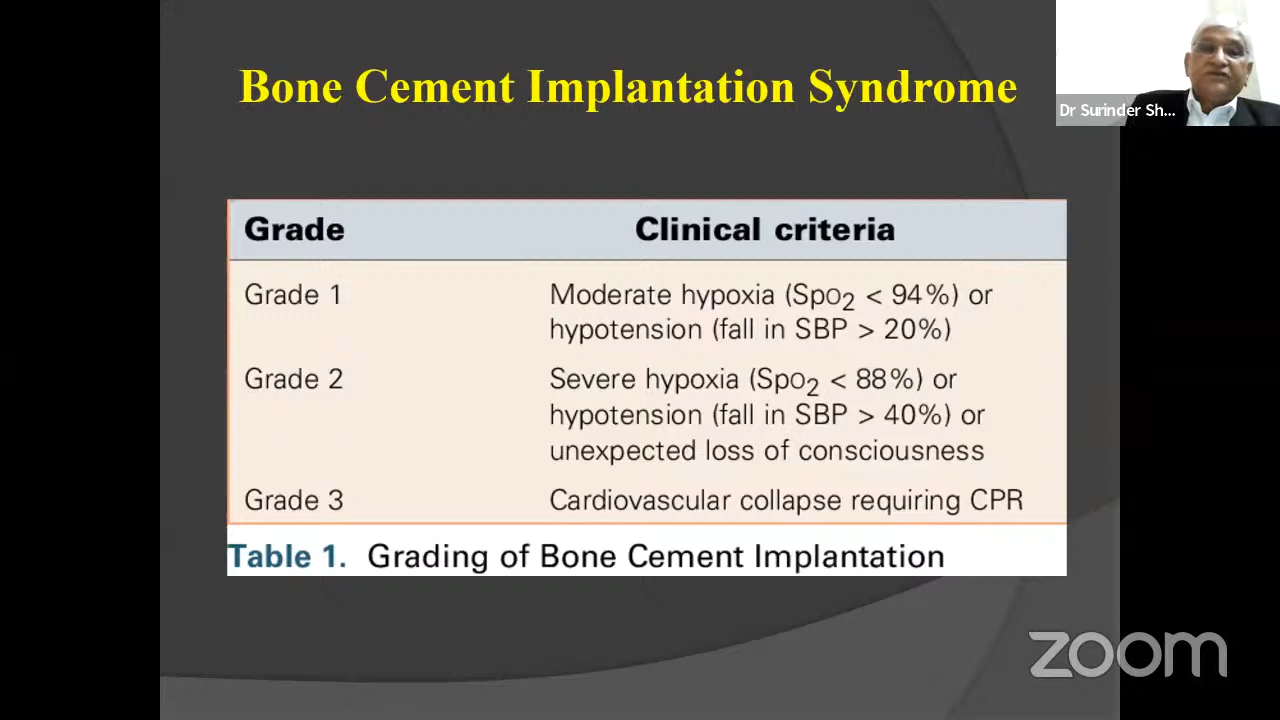 Bone Cement Implantation Syndrome
Dr Surinder Sh...
Grade Clinical criteria
Grade 1 Moderate hypoxia (SpO2 < 94%) or
hypotension (fall in SBP > 20%)
Grade 2 Severe hypoxia (SpO2 < 88%) or
hypotension (fall in SBP > 40%) or
unexpected loss of consciousness
Grade 3 Cardiovascular collapse requiring CPR
Table 1. Grading of Bone Cement Implantation
zoom